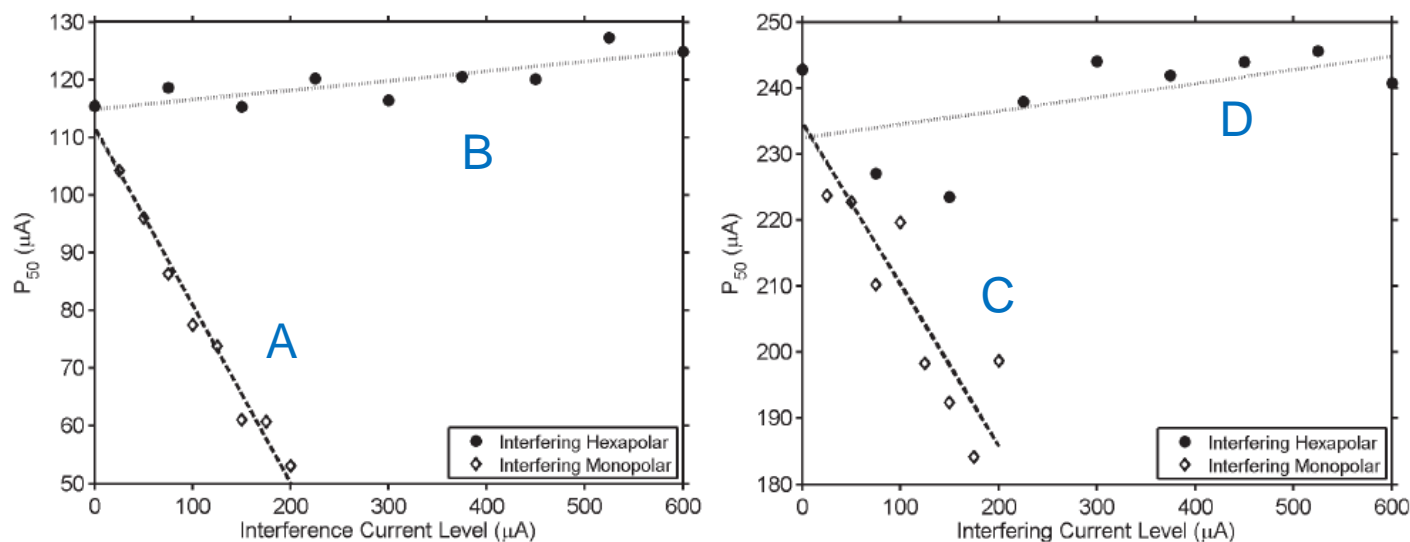 130
120
110
100
90
80
70
60
50
P50 (µA)
0 100 200 300 400 500 600
Interference Current Level (µA)
A
B
Interfering Hexapolar
Interfering Monopolar
250
240
230
220
210
200
190
180
P50 (µA)
0 100 200 300 400 500 600
Interfering Current Level (µA)
C
D
Interfering Hexapolar
Interfering Monopolar